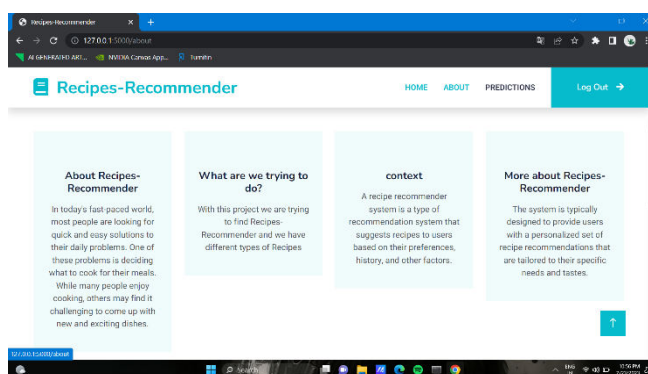 Recipes-Recommender
127.0.0.1:5000/about
AI GENERATED ART... NVIDIA Canvas App... Turnitin
Recipes-Recommender
HOME ABOUT PREDICTIONS Log Out
About Recipes-
Recommender
In today's fast-paced world,
most people are looking for
quick and easy solutions to
their daily problems. One of
these problems is deciding
what to cook for their meals.
While many people enjoy
cooking, others may find it
challenging to come up with
new and exciting dishes.
What are we trying to
do?
With this project we are trying
to find Recipes-
Recommender and we have
different types of Recipes
context
A recipe recommender
system is a type of
recommendation system that
suggests recipes to users
based on their preferences,
history, and other factors.
More about Recipes-
Recommender
The system is typically
designed to provide users
with a personalized set of
recipe recommendations that
are tailored to their specific
needs and tastes.
127.0.0.1:5000/about
Search
ENG
10:56 PM